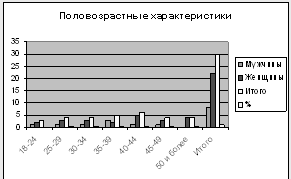 Половозрастные характеристики
35
30
25
20
15
10
5
0
18-24
25-29
30-34
35-39
40-44
45-49
50 и более
Итого
Мужчины
Женщины
Итого
%